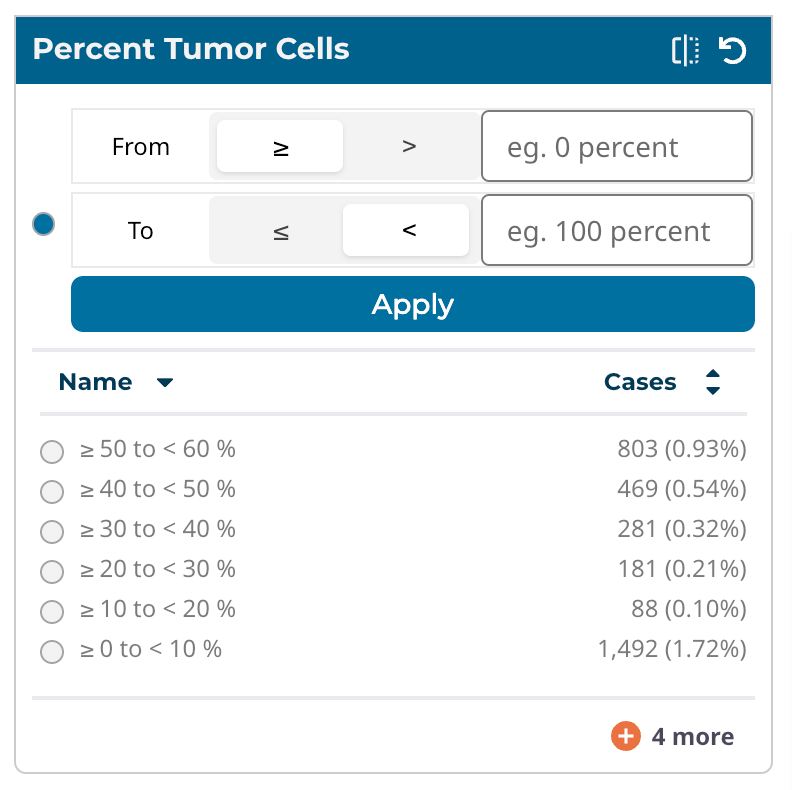 Percent Tumor Cells
From ≥ > eg. 0 percent
To ≤ < eg. 100 percent
Apply
Name Cases
≥ 50 to < 60 % 803 (0.93%)
≥ 40 to < 50 % 469 (0.54%)
≥ 30 to < 40 % 281 (0.32%)
≥ 20 to < 30 % 181 (0.21%)
≥ 10 to < 20 % 88 (0.10%)
≥ 0 to < 10 % 1,492 (1.72%)
4 more